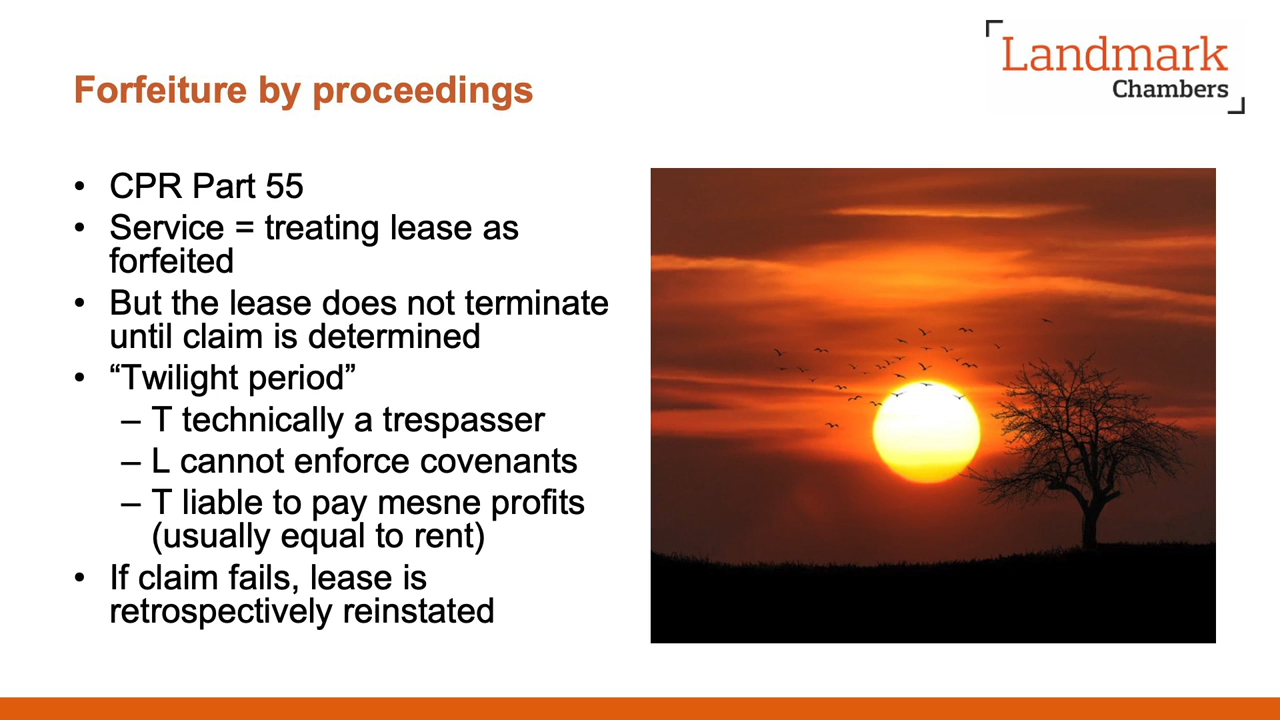 Landmark
Chambers
Forfeiture by proceedings
• CPR Part 55
• Service = treating lease as
forfeited
• But the lease does not terminate
until claim is determined
• “Twilight period”
– T technically a trespasser
– L cannot enforce covenants
– T liable to pay mesne profits
(usually equal to rent)
• If claim fails, lease is
retrospectively reinstated